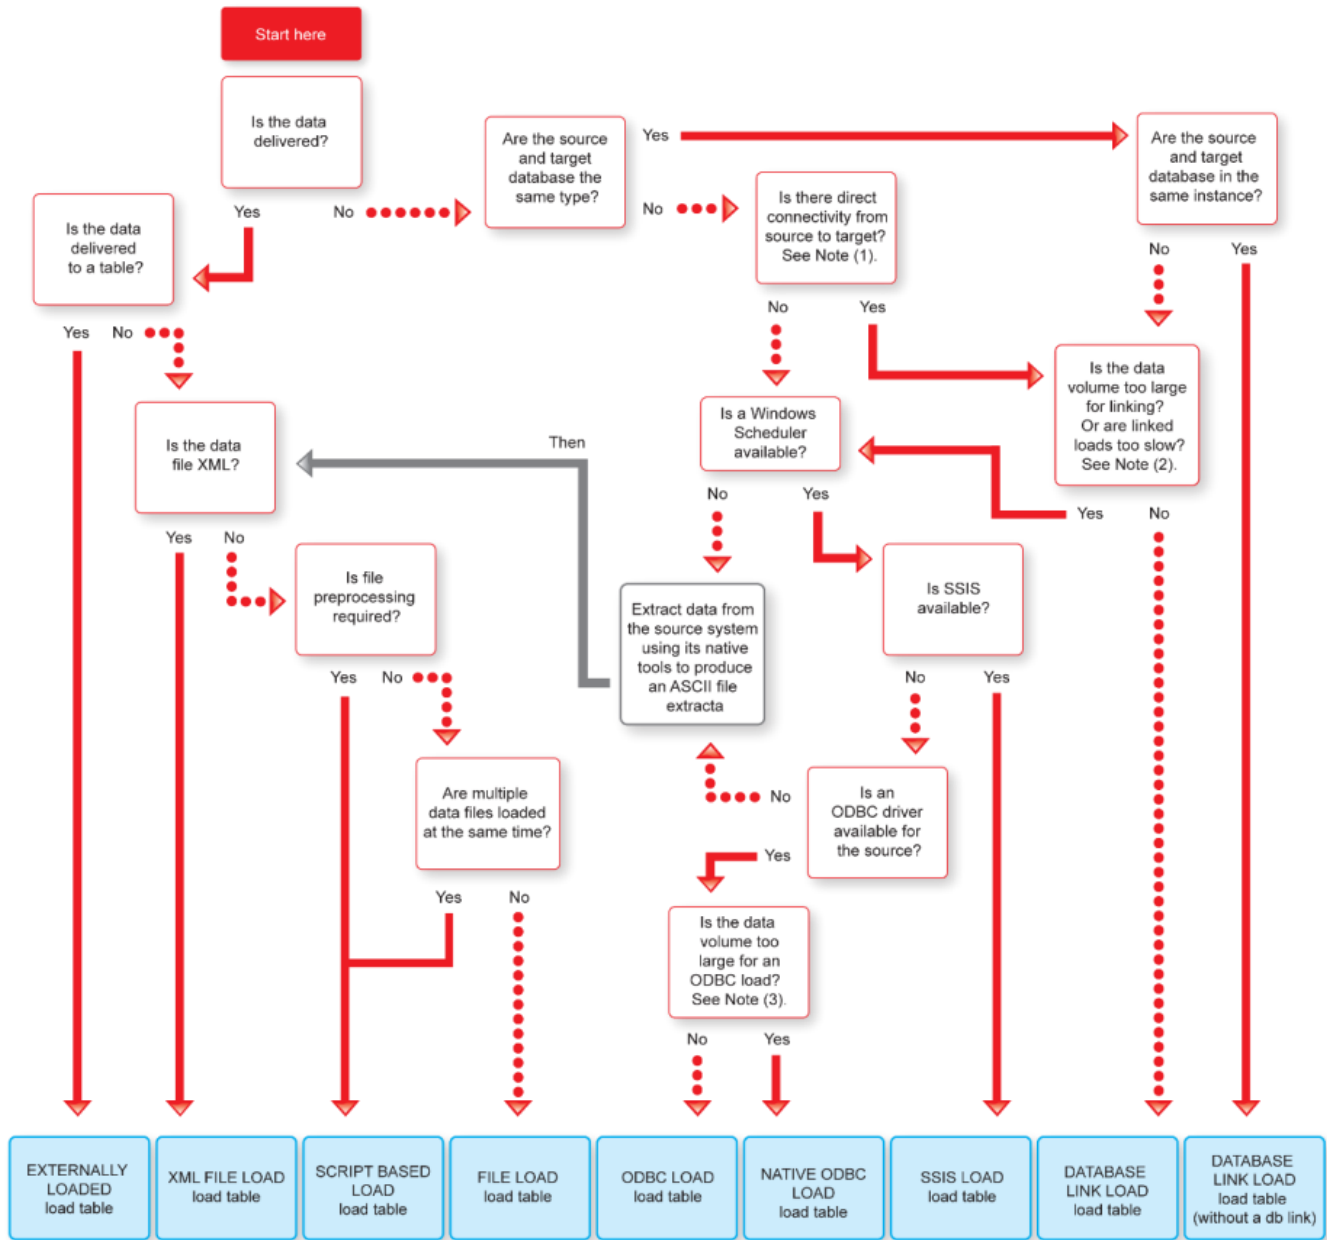 Start here
Is the data
delivered?
Yes
No
Are the source
and target
database the
same type?
Yes
No
Are the source
and target
database in the
same instance?
No
Yes
Is there direct
connectivity from
source to target?
See Note (1).
No
Yes
Is the data
delivered
to a table?
Yes
No
Is the data
volume too large
for linking?
Or are linked
loads too slow?
See Note (2).
Yes
No
Is a Windows
Scheduler
available?
No
Yes
Is the data
file XML?
Yes
No
Then
Is file
preprocessing
required?
Yes
No
Extract data from
the source system
using its native
tools to produce
an ASCII file
extracta
Is SSIS
available?
No
Yes
Are multiple
data files loaded
at the same time?
Yes
No
Is an
ODBC driver
available for
the source?
No
Yes
Is the data
volume too
large for an
ODBC load?
See Note (3).
No
Yes
EXTERNALLY
LOADED
load table
XML FILE LOAD
load table
SCRIPT BASED
LOAD
load table
FILE LOAD
load table
ODBC LOAD
load table
NATIVE ODBC
LOAD
load table
SSIS LOAD
load table
DATABASE
LINK LOAD
load table
DATABASE
LINK LOAD
load table
(without a db link)